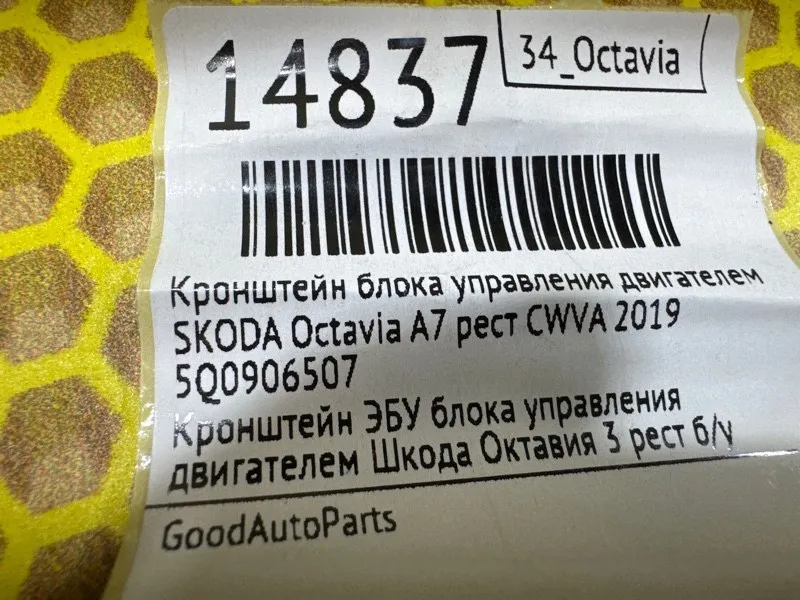 14837
34_Octavia
Кронштейн блока управления двигателем
SKODA Octavia A7 рест CWVA 2019
5Q0906507
Кронштейн ЭБУ блока управления
двигателем Шкода Октавия 3 рест б/у
GoodAutoParts